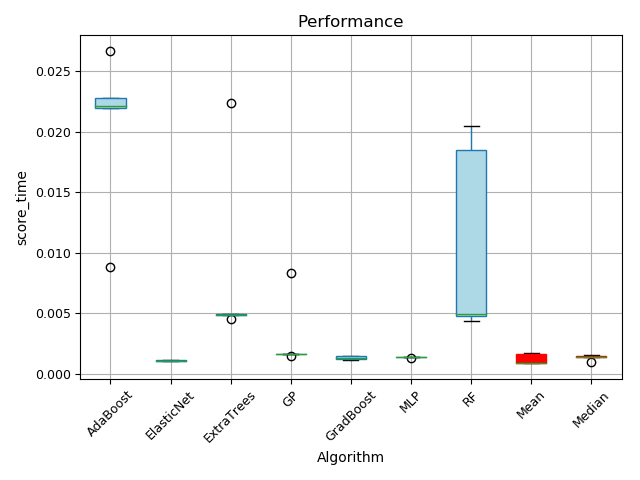 Performance
score_time
0.025
0.020
0.015
0.010
0.005
0.000
AdaBoost
ElasticNet
ExtraTrees
GP
GradBoost
MLP
RF
Mean
Median
Algorithm